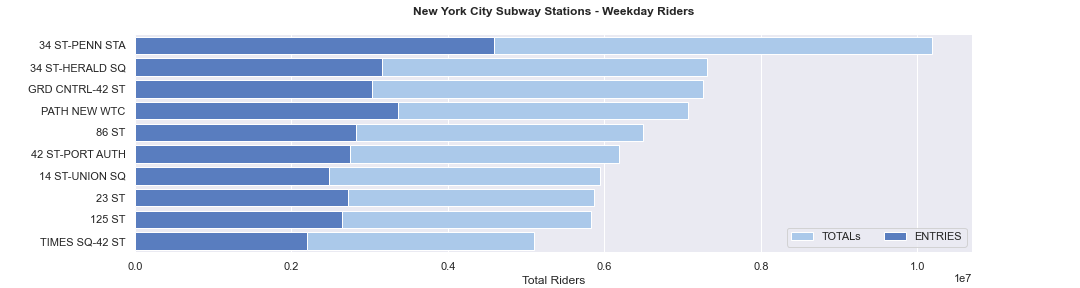 New York City Subway Stations - Weekday Riders
34 ST-PENN STA
34 ST-HERALD SQ
GRD CNTRL-42 ST
PATH NEW WTC
86 ST
42 ST-PORT AUTH
14 ST-UNION SQ
23 ST
125 ST
TIMES SQ-42 ST
TOTALs ENTRIES
0.0 0.2 0.4 0.6 0.8 1.0
1e7
Total Riders